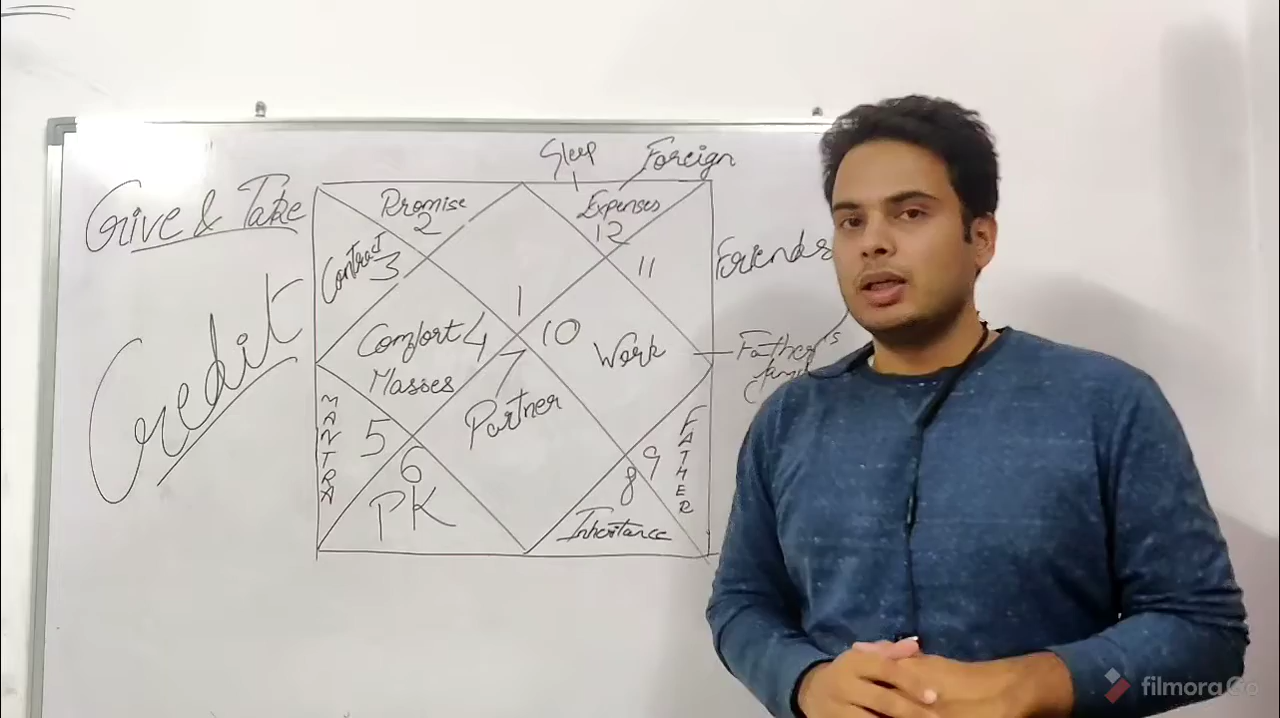 Give & Take
Credit
Sleep
Foreign
Promise
2
Expenses
12
Contract
3
11
Friends
1
Comfort 4
Masses
10
Work
Father's
7
Partner
MANTRA
5
6
PK
9
8
FATHER
Inheritance
filmoraGo